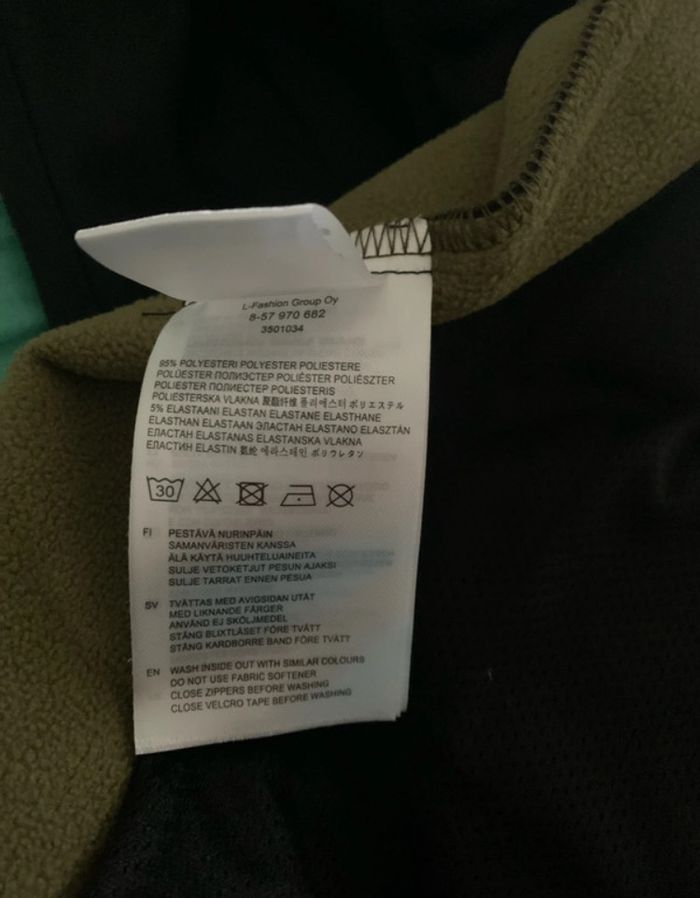 L-Fashion Group Oy
8-57 970 682
3501034
95% POLYESTERI POLYESTER POLIESTERE
POLÜESTER ПОЛИЭСТЕР POLIÉSTER POLIÉSZTER
POLIESTER ПОЛИЕСТЕР POLIESTERIS
POLIESTERSKA VLAKNA 聚酯纤维 폴리에스터 ポリエステル
5% ELASTAANI ELASTAN ELASTANE ELASTHANE
ELASTHAN ELASTAAN ЭЛАСТАН ELASTANO ELASZTÁN
ЕЛАСТАН ELASTANAS ELASTANSKA VLAKNA
ЕЛАСТИН ELASTIN 氨纶 에라스테인 ポリウレタン
30
FI PESTÄVÄ NURINPÄIN
SAMANVÄRISTEN KANSSA
ÄLÄ KÄYTÄ HUUHTELUAINEITA
SULJE VETOKETJUT PESUN AJAKSI
SULJE TARRAT ENNEN PESUA
SV TVÄTTAS MED AVIGSIDAN UTÅT
MED LIKNANDE FÄRGER
ANVÄND EJ SKÖLJMEDEL
STÄNG BLIXTLÅSET FÖRE TVÄTT
STÄNG KARDBORRE BAND FÖRE TVÄTT
EN WASH INSIDE OUT WITH SIMILAR COLOURS
DO NOT USE FABRIC SOFTENER
CLOSE ZIPPERS BEFORE WASHING
CLOSE VELCRO TAPE BEFORE WASHING